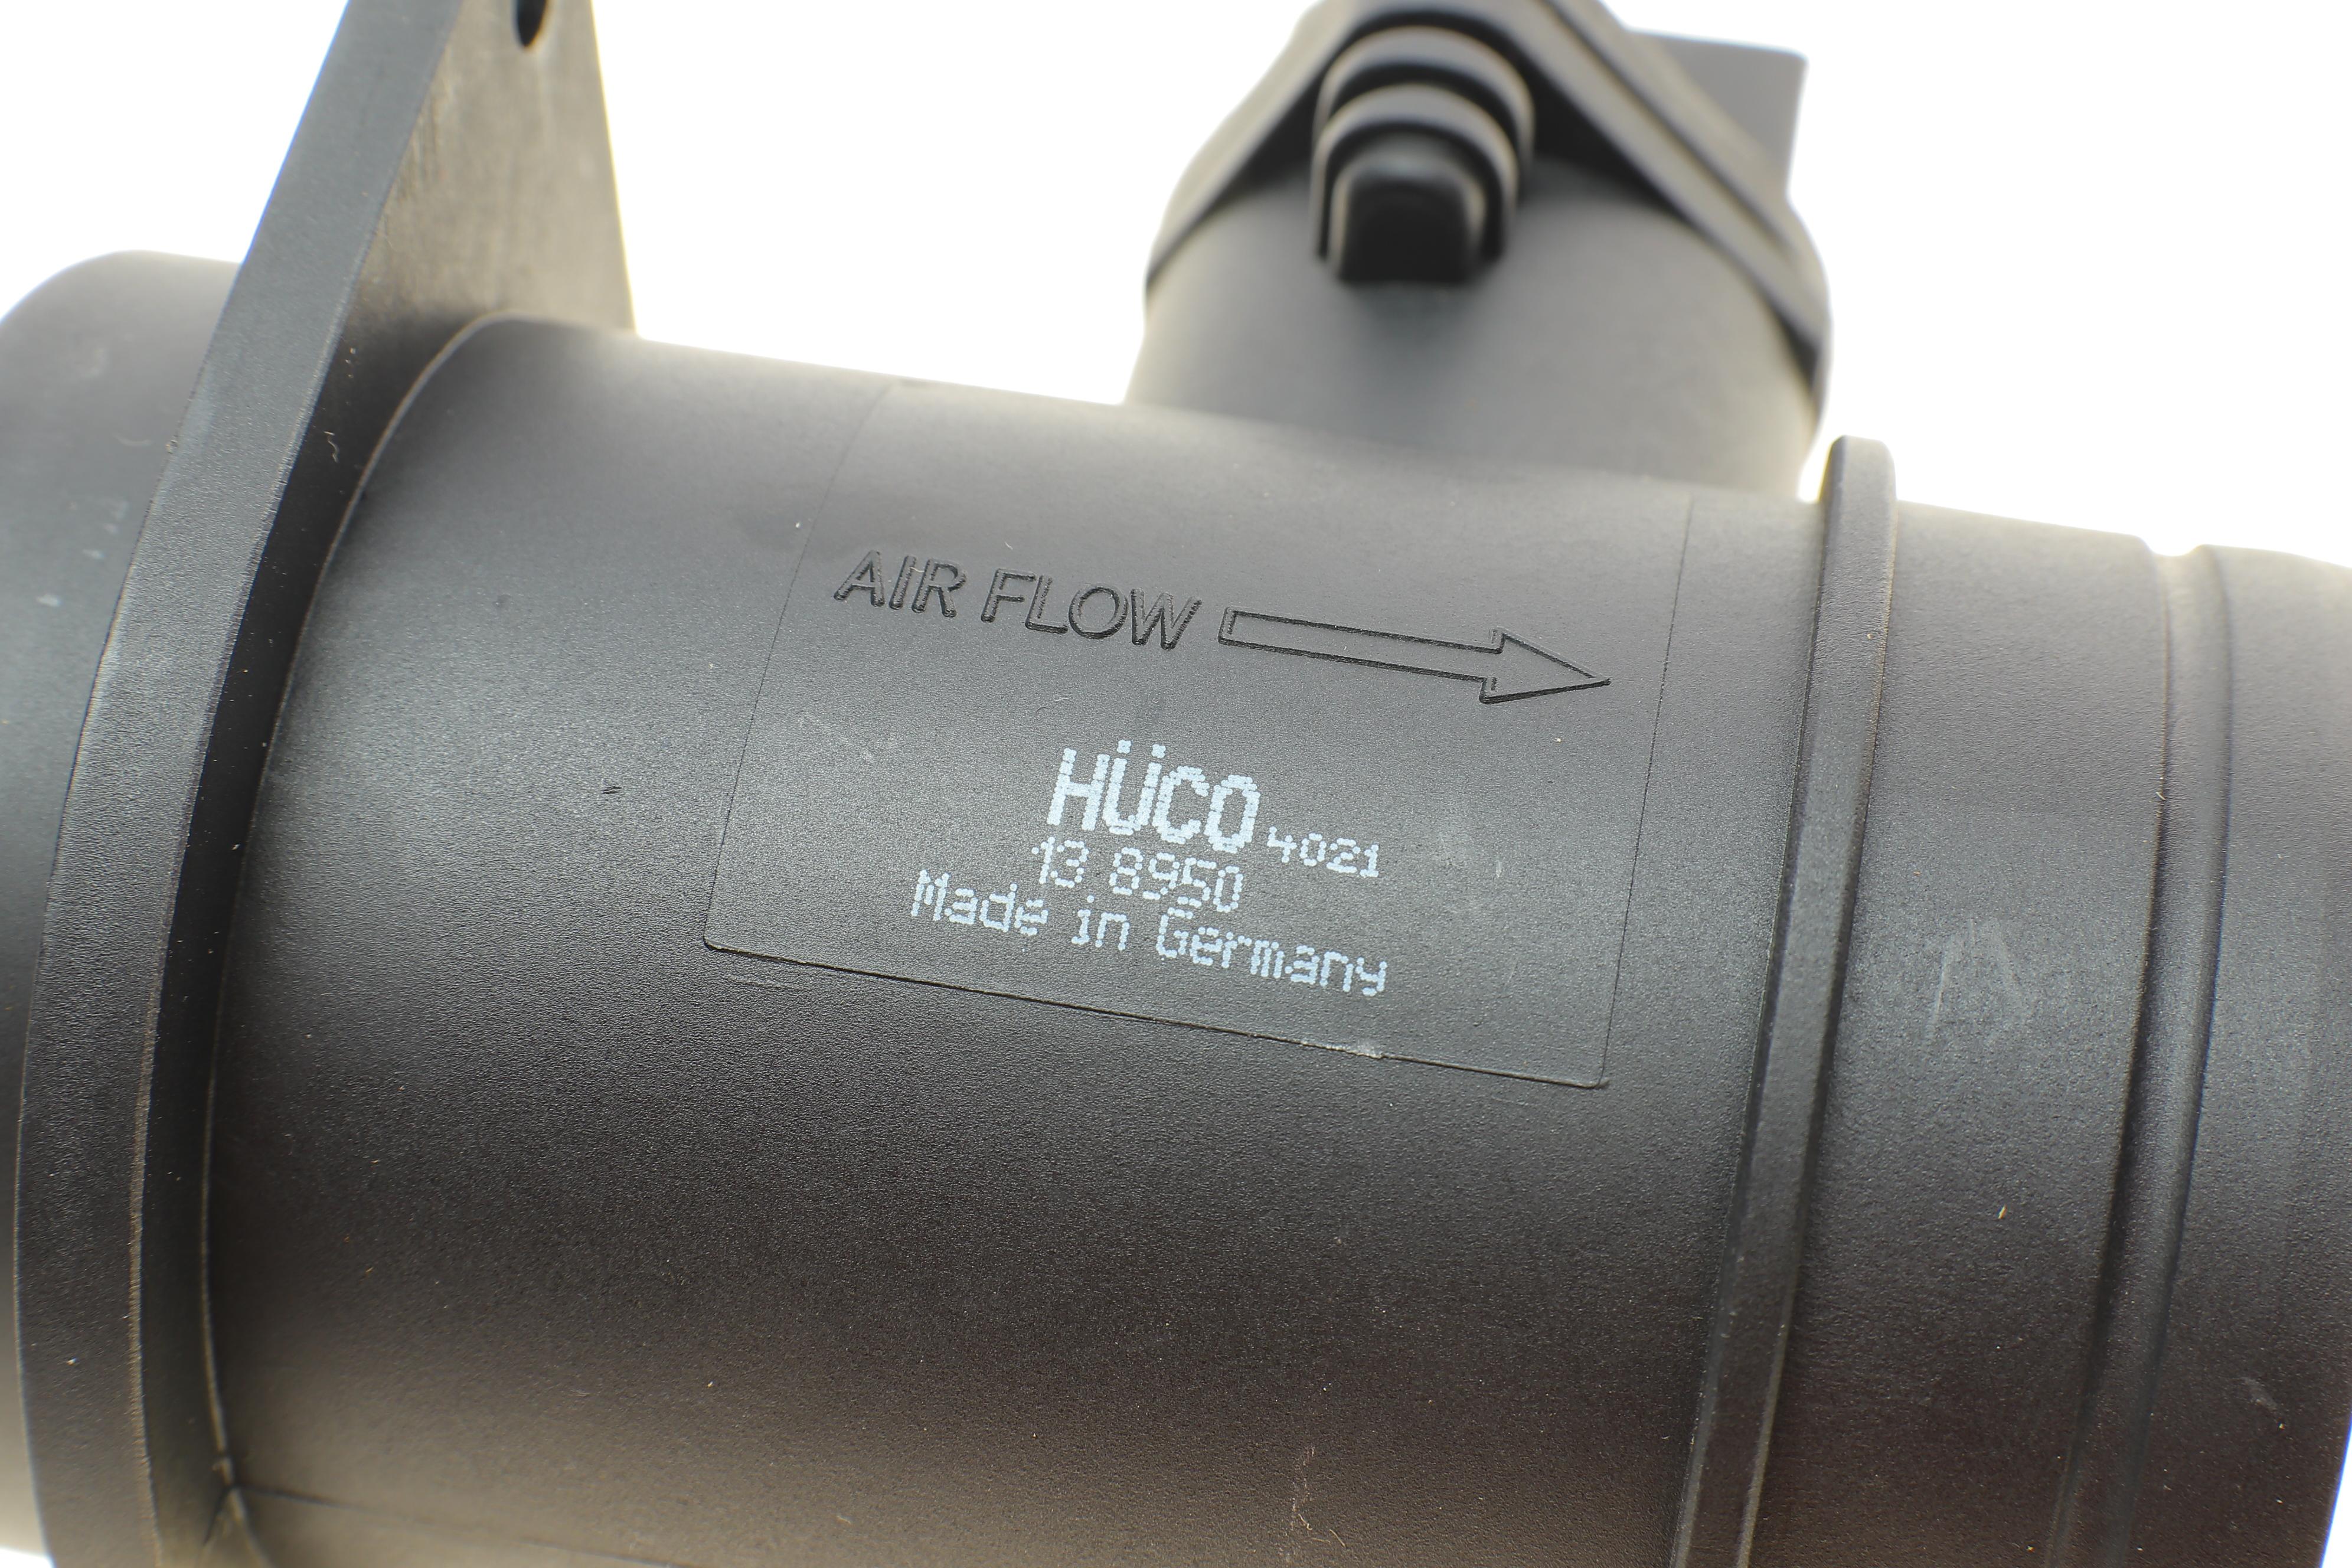 AIR FLOW
HÜCO 4021
13 8950
Made in Germany